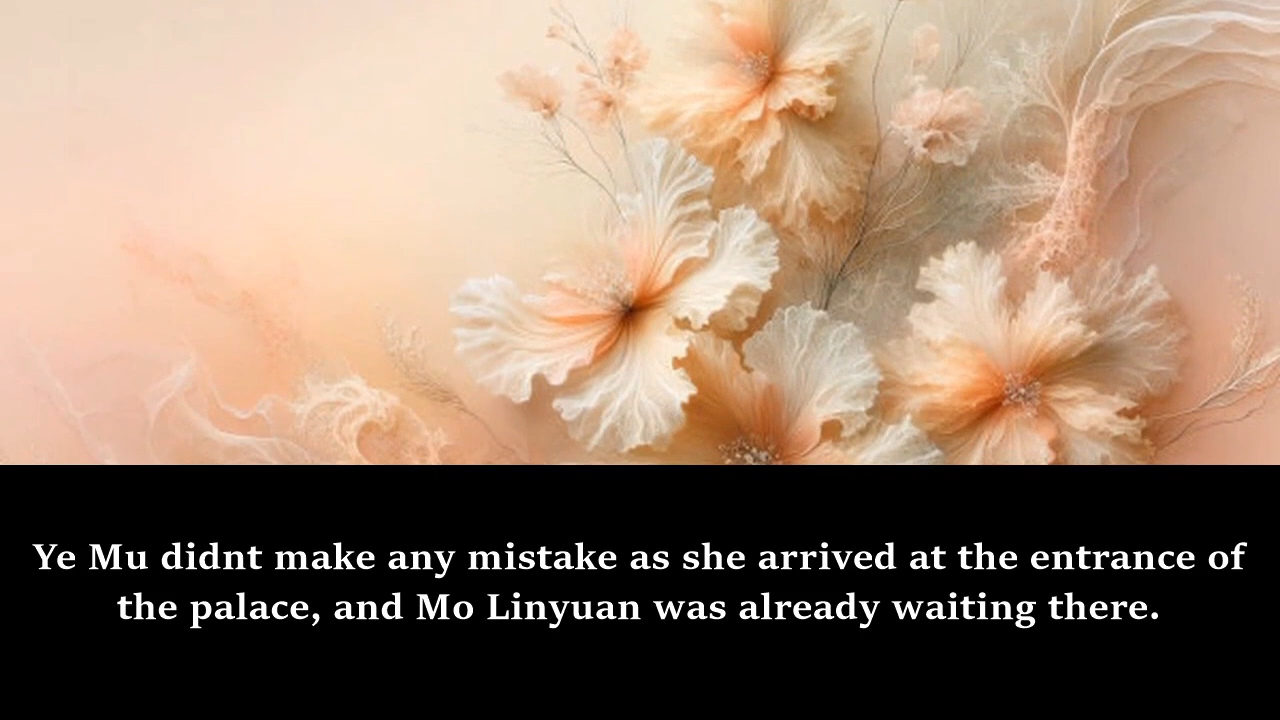 Ye Mu didnt make any mistake as she arrived at the entrance of
the palace, and Mo Linyuan was already waiting there.